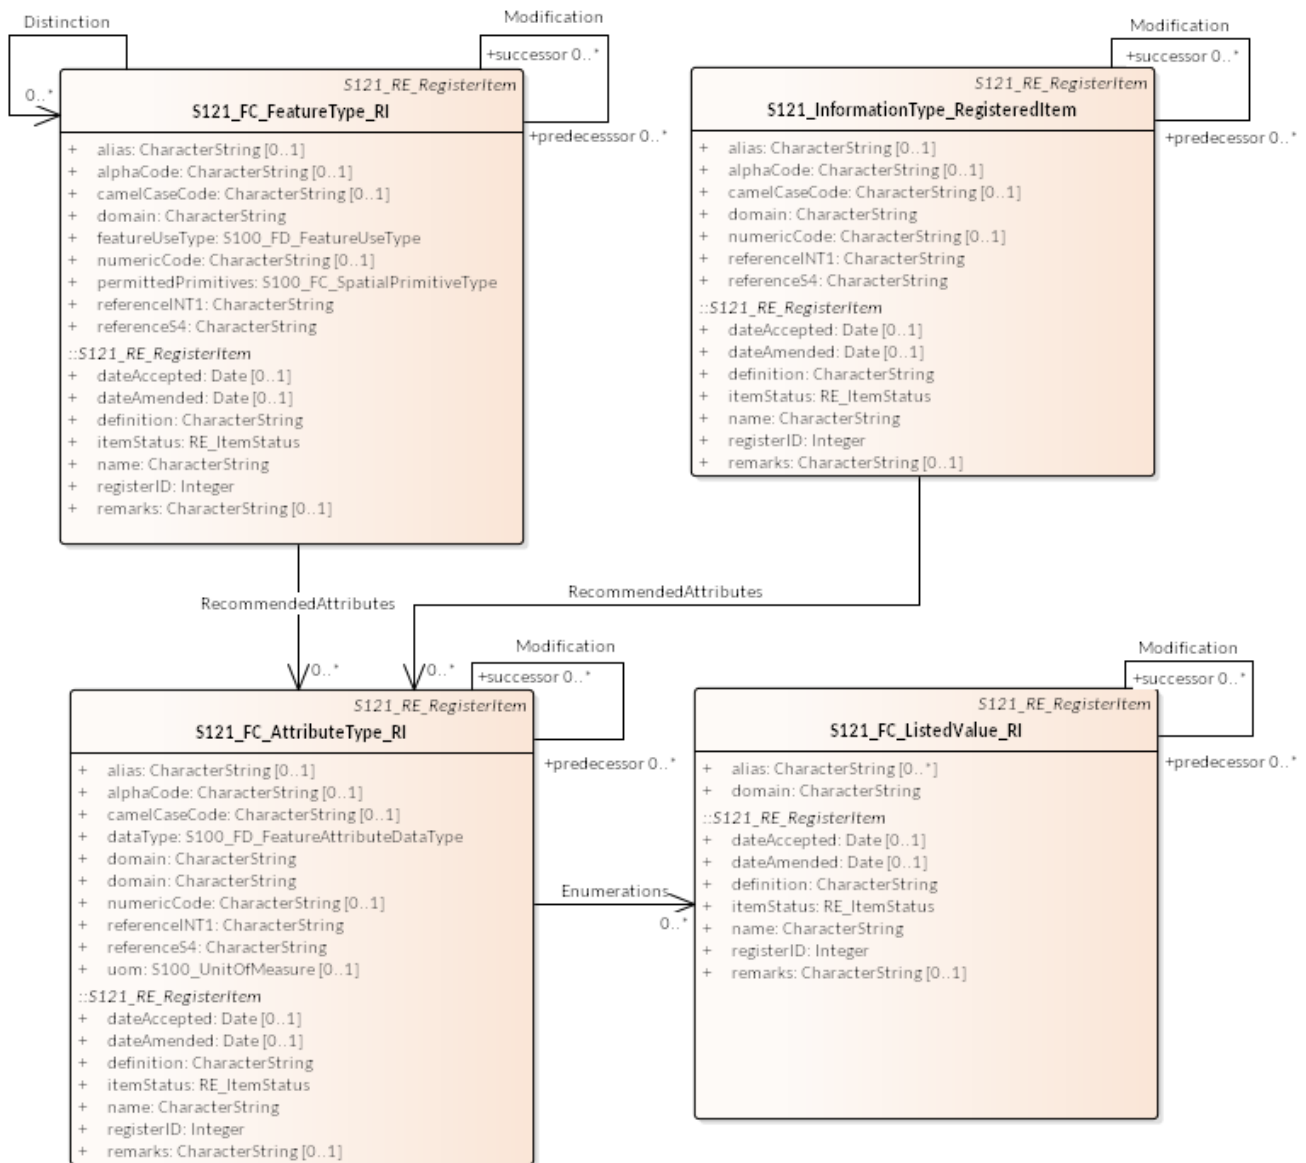 Distinction
0..*
Modification
+successor 0..*
+predecesssor 0..*
S121_RE_RegisterItem
S121_FC_FeatureType_RI
+ alias: CharacterString [0..1]
+ alphaCode: CharacterString [0..1]
+ camelCaseCode: CharacterString [0..1]
+ domain: CharacterString
+ featureUseType: S100_FD_FeatureUseType
+ numericCode: CharacterString [0..1]
+ permittedPrimitives: S100_FC_SpatialPrimitiveType
+ referenceINT1: CharacterString
+ referenceS4: CharacterString
::S121_RE_RegisterItem
+ dateAccepted: Date [0..1]
+ dateAmended: Date [0..1]
+ definition: CharacterString
+ itemStatus: RE_ItemStatus
+ name: CharacterString
+ registerID: Integer
+ remarks: CharacterString [0..1]
Modification
+successor 0..*
+predecessor 0..*
S121_RE_RegisterItem
S121_InformationType_RegisteredItem
+ alias: CharacterString [0..1]
+ alphaCode: CharacterString [0..1]
+ camelCaseCode: CharacterString [0..1]
+ domain: CharacterString
+ numericCode: CharacterString [0..1]
+ referenceINT1: CharacterString
+ referenceS4: CharacterString
::S121_RE_RegisterItem
+ dateAccepted: Date [0..1]
+ dateAmended: Date [0..1]
+ definition: CharacterString
+ itemStatus: RE_ItemStatus
+ name: CharacterString
+ registerID: Integer
+ remarks: CharacterString [0..1]
RecommendedAttributes
0..*
RecommendedAttributes
0..*
Modification
+successor 0..*
+predecessor 0..*
S121_RE_RegisterItem
S121_FC_AttributeType_RI
+ alias: CharacterString [0..1]
+ alphaCode: CharacterString [0..1]
+ camelCaseCode: CharacterString [0..1]
+ dataType: S100_FD_FeatureAttributeDataType
+ domain: CharacterString
+ domain: CharacterString
+ numericCode: CharacterString [0..1]
+ referenceINT1: CharacterString
+ referenceS4: CharacterString
+ uom: S100_UnitOfMeasure [0..1]
::S121_RE_RegisterItem
+ dateAccepted: Date [0..1]
+ dateAmended: Date [0..1]
+ definition: CharacterString
+ itemStatus: RE_ItemStatus
+ name: CharacterString
+ registerID: Integer
+ remarks: CharacterString [0..1]
Enumerations
0..*
Modification
+successor 0..*
+predecessor 0..*
S121_RE_RegisterItem
S121_FC_ListedValue_RI
+ alias: CharacterString [0..*]
+ domain: CharacterString
::S121_RE_RegisterItem
+ dateAccepted: Date [0..1]
+ dateAmended: Date [0..1]
+ definition: CharacterString
+ itemStatus: RE_ItemStatus
+ name: CharacterString
+ registerID: Integer
+ remarks: CharacterString [0..1]